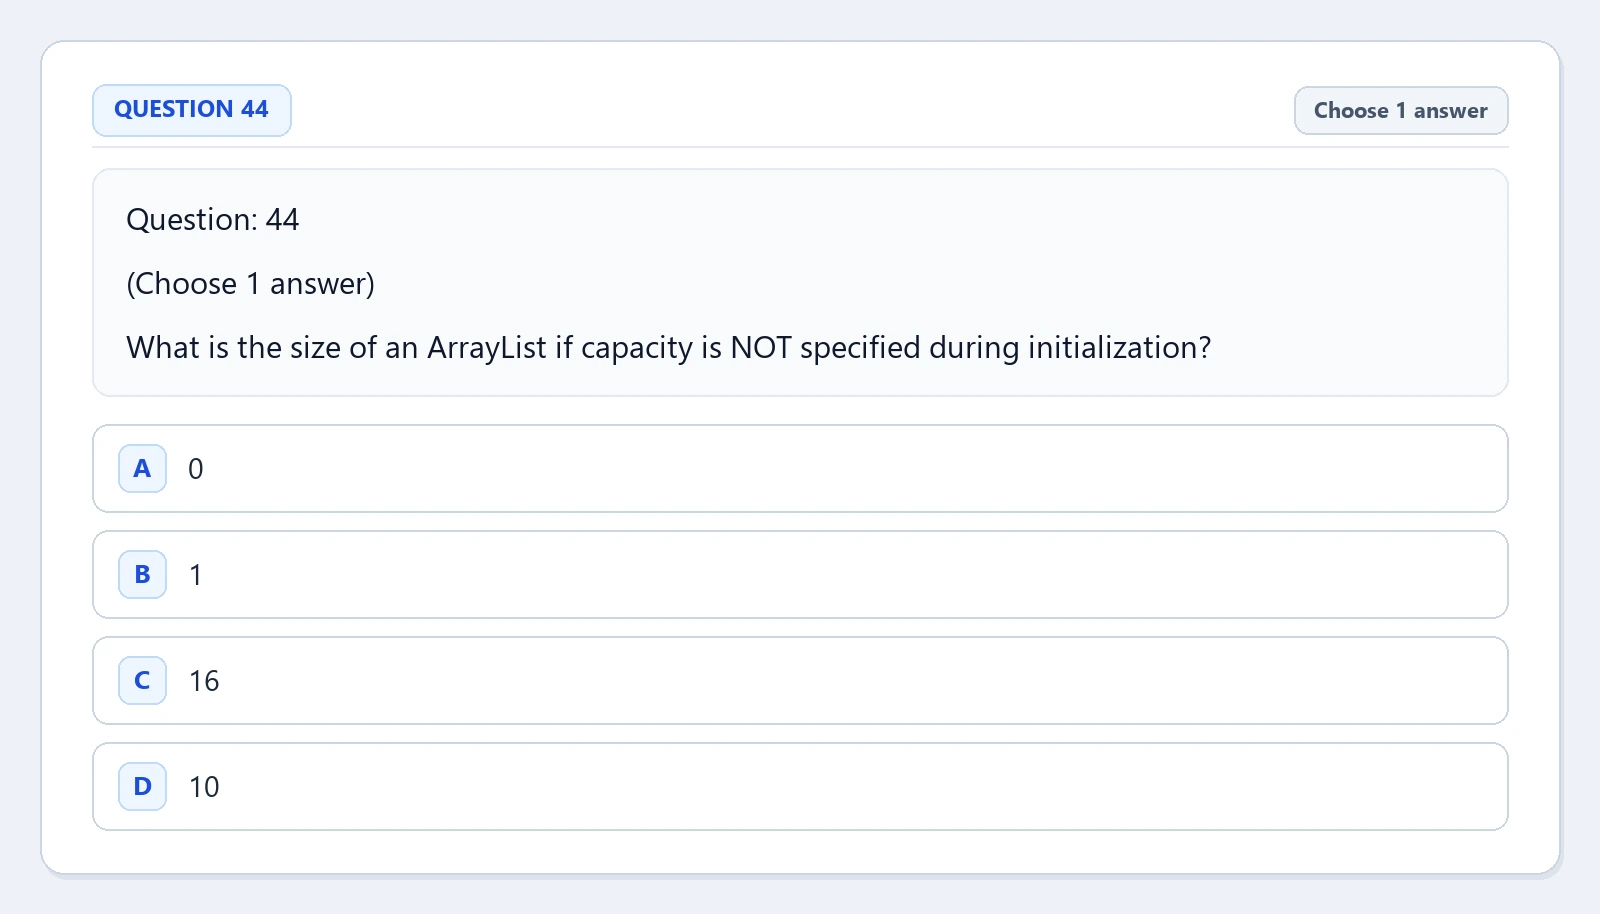 QUESTION 44
Choose 1 answer
Question: 44
(Choose 1 answer)
What is the size of an ArrayList if capacity is NOT specified during initialization?
A 0
B 1
C 16
D 10